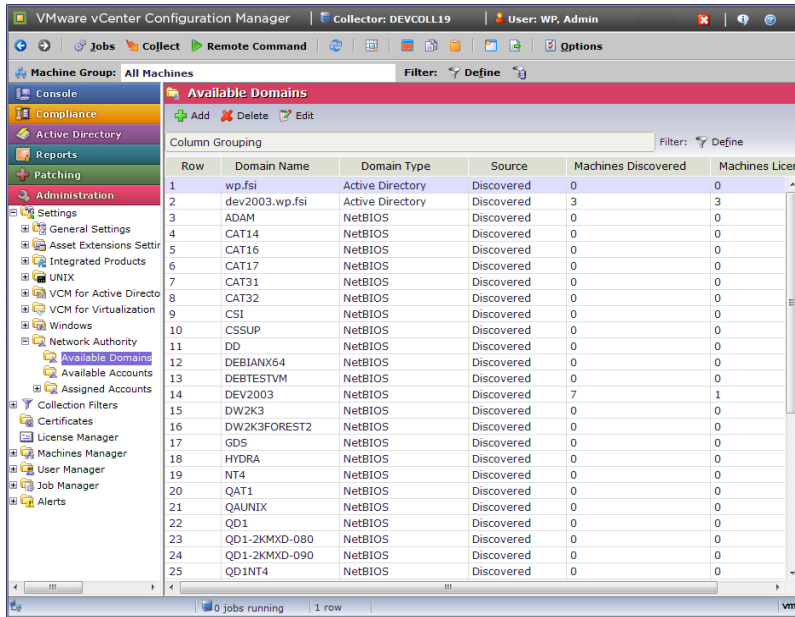 VMware vCenter Configuration Manager Collector: DEVCOLL19 User: WP, Admin
Jobs Collect Remote Command Options
Machine Group: All Machines Filter: Define
Console
Compliance
Active Directory
Reports
Patching
Administration
Settings
General Settings
Asset Extensions Settir
Integrated Products
UNIX
VCM for Active Directo
VCM for Virtualization
Windows
Network Authority
Available Domains
Available Accounts
Assigned Accounts
Collection Filters
Certificates
License Manager
Machines Manager
User Manager
Job Manager
Alerts
Available Domains
Add Delete Edit
Column Grouping Filter: Define
Row Domain Name Domain Type Source Machines Discovered Machines Licer
1 wp.fsi Active Directory Discovered 0 0
2 dev2003.wp.fsi Active Directory Discovered 3 3
3 ADAM NetBIOS Discovered 0 0
4 CAT14 NetBIOS Discovered 0 0
5 CAT16 NetBIOS Discovered 0 0
6 CAT17 NetBIOS Discovered 0 0
7 CAT31 NetBIOS Discovered 0 0
8 CAT32 NetBIOS Discovered 0 0
9 CSI NetBIOS Discovered 0 0
10 CSSUP NetBIOS Discovered 0 0
11 DD NetBIOS Discovered 0 0
12 DEBIANX64 NetBIOS Discovered 0 0
13 DEBTESTVM NetBIOS Discovered 0 0
14 DEV2003 NetBIOS Discovered 7 1
15 DW2K3 NetBIOS Discovered 0 0
16 DW2K3FOREST2 NetBIOS Discovered 0 0
17 GDS NetBIOS Discovered 0 0
18 HYDRA NetBIOS Discovered 0 0
19 NT4 NetBIOS Discovered 0 0
20 QAT1 NetBIOS Discovered 0 0
21 QAUNIX NetBIOS Discovered 0 0
22 QD1 NetBIOS Discovered 0 0
23 QD1-2KMXD-080 NetBIOS Discovered 0 0
24 QD1-2KMXD-090 NetBIOS Discovered 0 0
25 QD1NT4 NetBIOS Discovered 0 0
0 jobs running 1 row vm